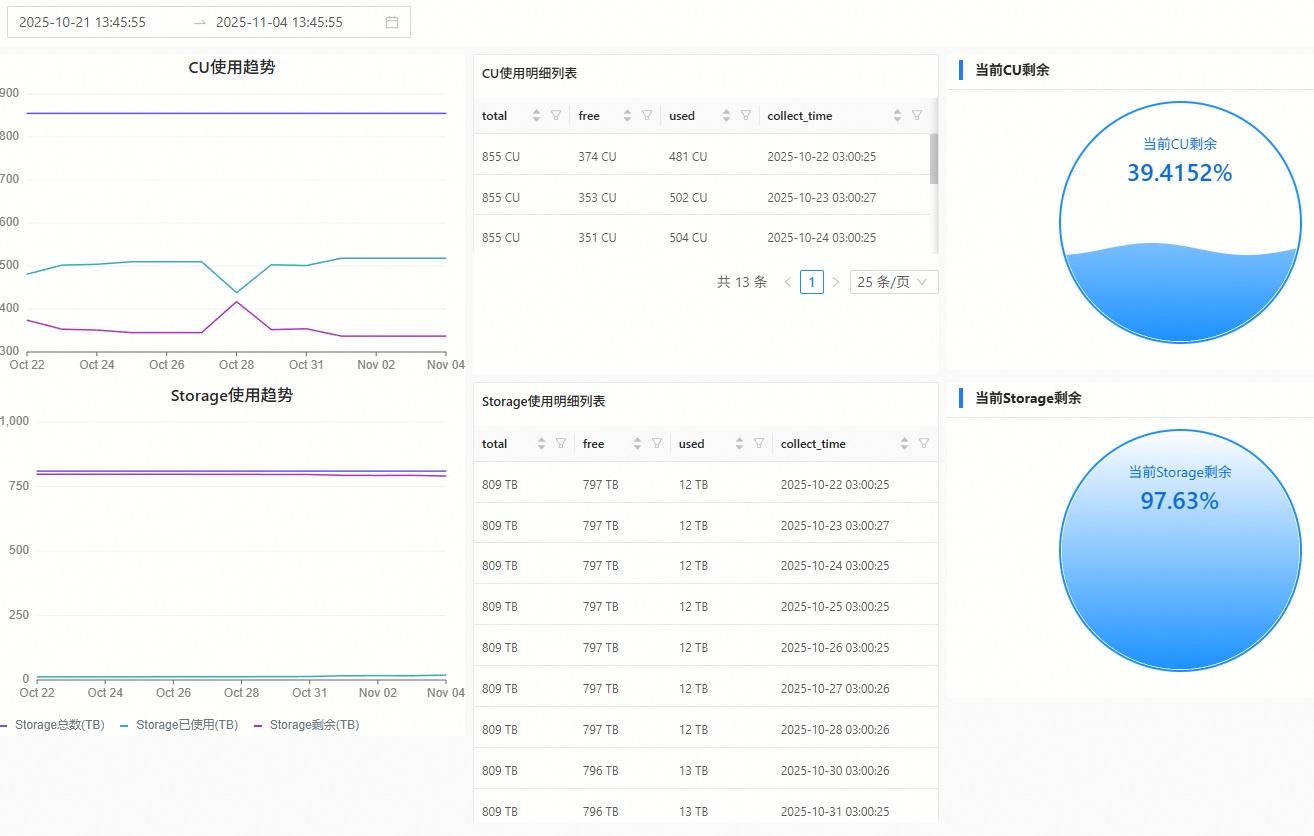 2025-10-21 13:45:55 → 2025-11-04 13:45:55
CU使用趋势
900
800
700
600
500
400
300
Oct 22 Oct 24 Oct 26 Oct 28 Oct 31 Nov 02 Nov 04
CU使用明细列表
total free used collect_time
855 CU 374 CU 481 CU 2025-10-22 03:00:25
855 CU 353 CU 502 CU 2025-10-23 03:00:27
855 CU 351 CU 504 CU 2025-10-24 03:00:25
共 13 条 < 1 > 25 条/页
当前CU剩余
当前CU剩余
39.4152%
Storage使用趋势
1,000
750
500
250
0
Oct 22 Oct 24 Oct 26 Oct 28 Oct 31 Nov 02 Nov 04
Storage总数(TB) Storage已使用(TB) Storage剩余(TB)
Storage使用明细列表
total free used collect_time
809 TB 797 TB 12 TB 2025-10-22 03:00:25
809 TB 797 TB 12 TB 2025-10-23 03:00:27
809 TB 797 TB 12 TB 2025-10-24 03:00:25
809 TB 797 TB 12 TB 2025-10-25 03:00:25
809 TB 797 TB 12 TB 2025-10-26 03:00:25
809 TB 797 TB 12 TB 2025-10-27 03:00:26
809 TB 797 TB 12 TB 2025-10-28 03:00:26
809 TB 796 TB 13 TB 2025-10-30 03:00:26
809 TB 796 TB 13 TB 2025-10-31 03:00:25
当前Storage剩余
当前Storage剩余
97.63%